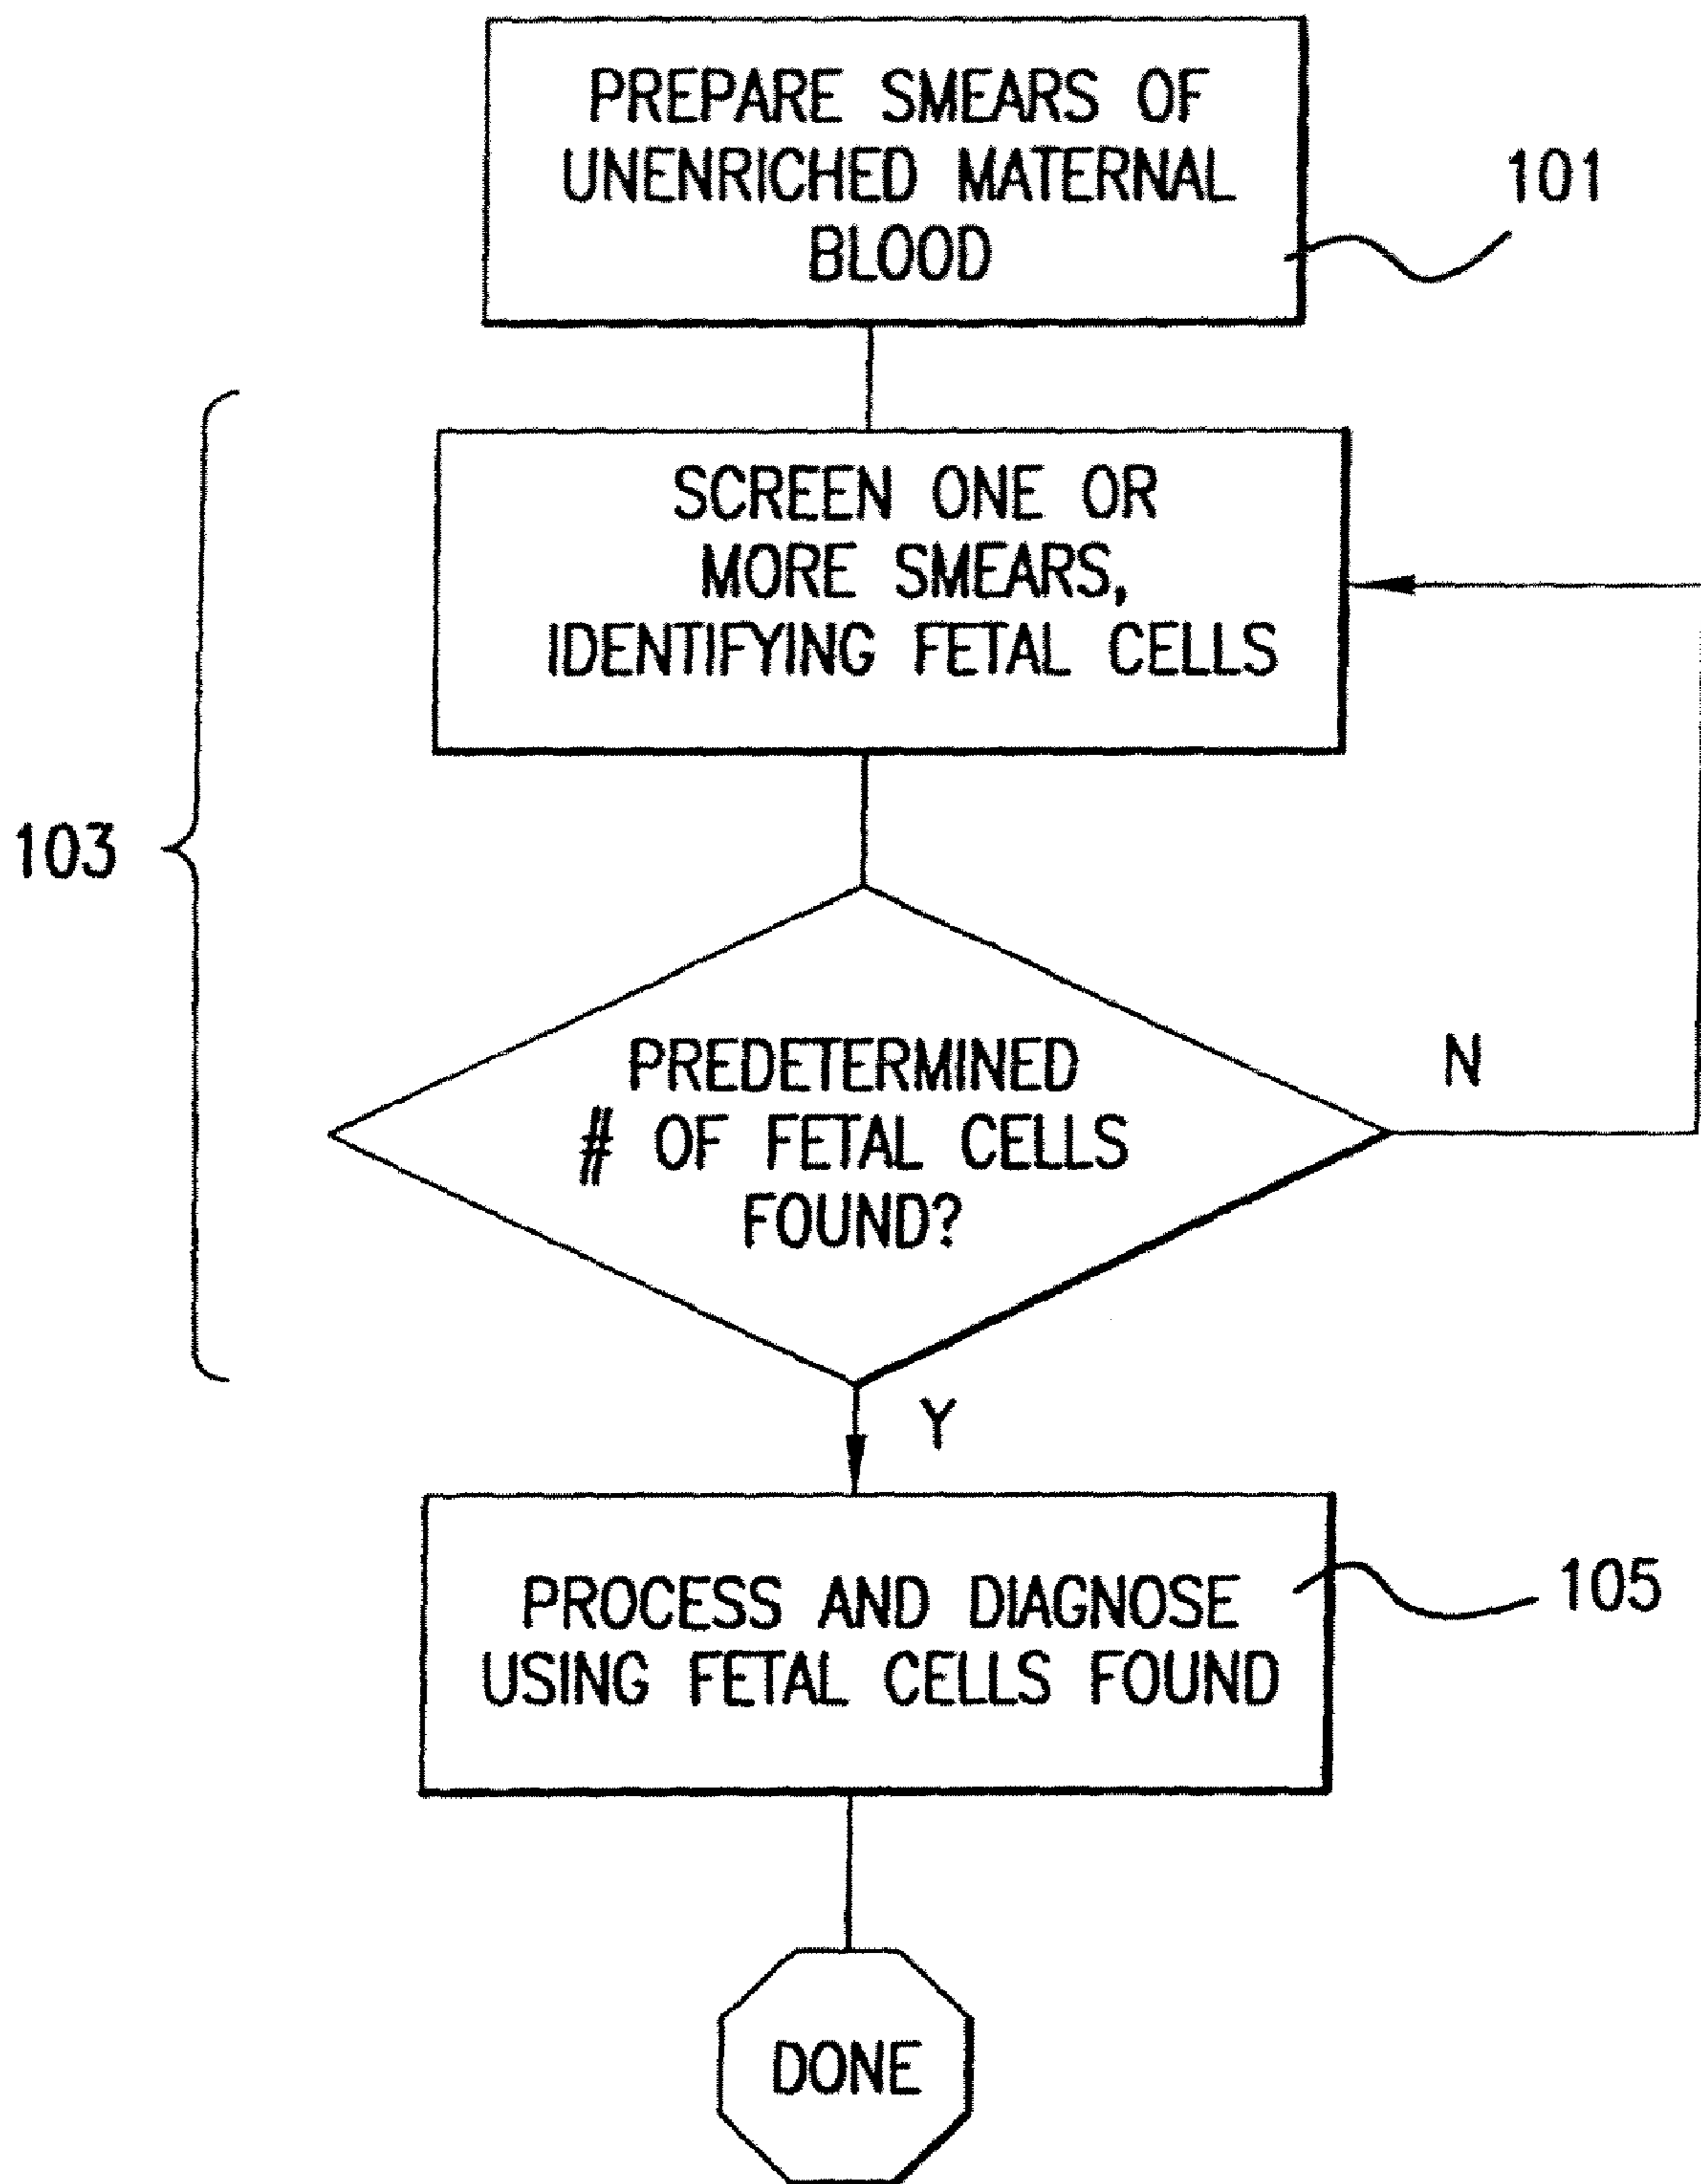 PREPARE SMEARS OF
UNENRICHED MATERNAL
BLOOD
101
SCREEN ONE OR
MORE SMEARS,
IDENTIFYING FETAL CELLS
103
PREDETERMINED
# OF FETAL CELLS
FOUND?
N
Y
PROCESS AND DIAGNOSE
USING FETAL CELLS FOUND
105
DONE